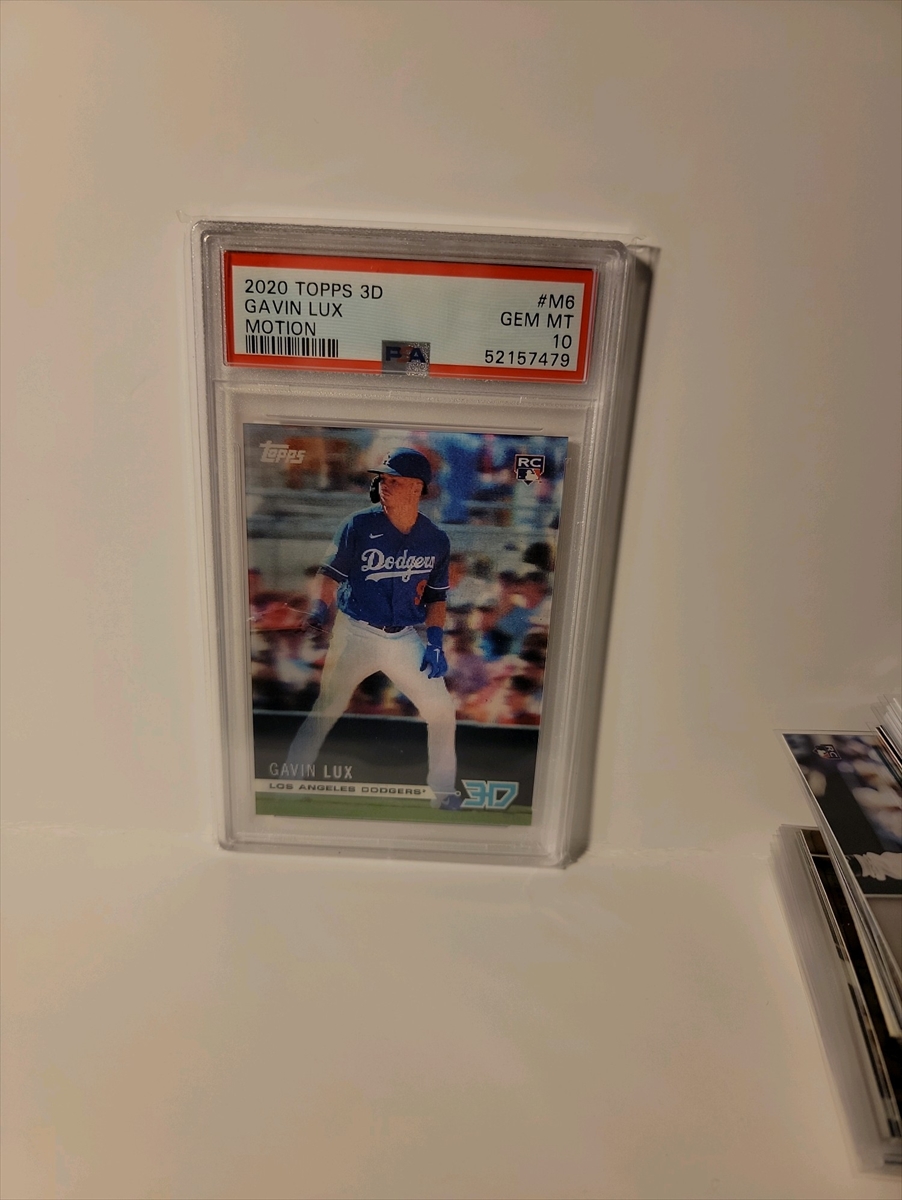 2020 TOPPS 3D #M6
GAVIN LUX GEM MT
MOTION 10
52157479
PSA
Topps
RC
Dodgers
GAVIN LUX
LOS ANGELES DODGERS
3D